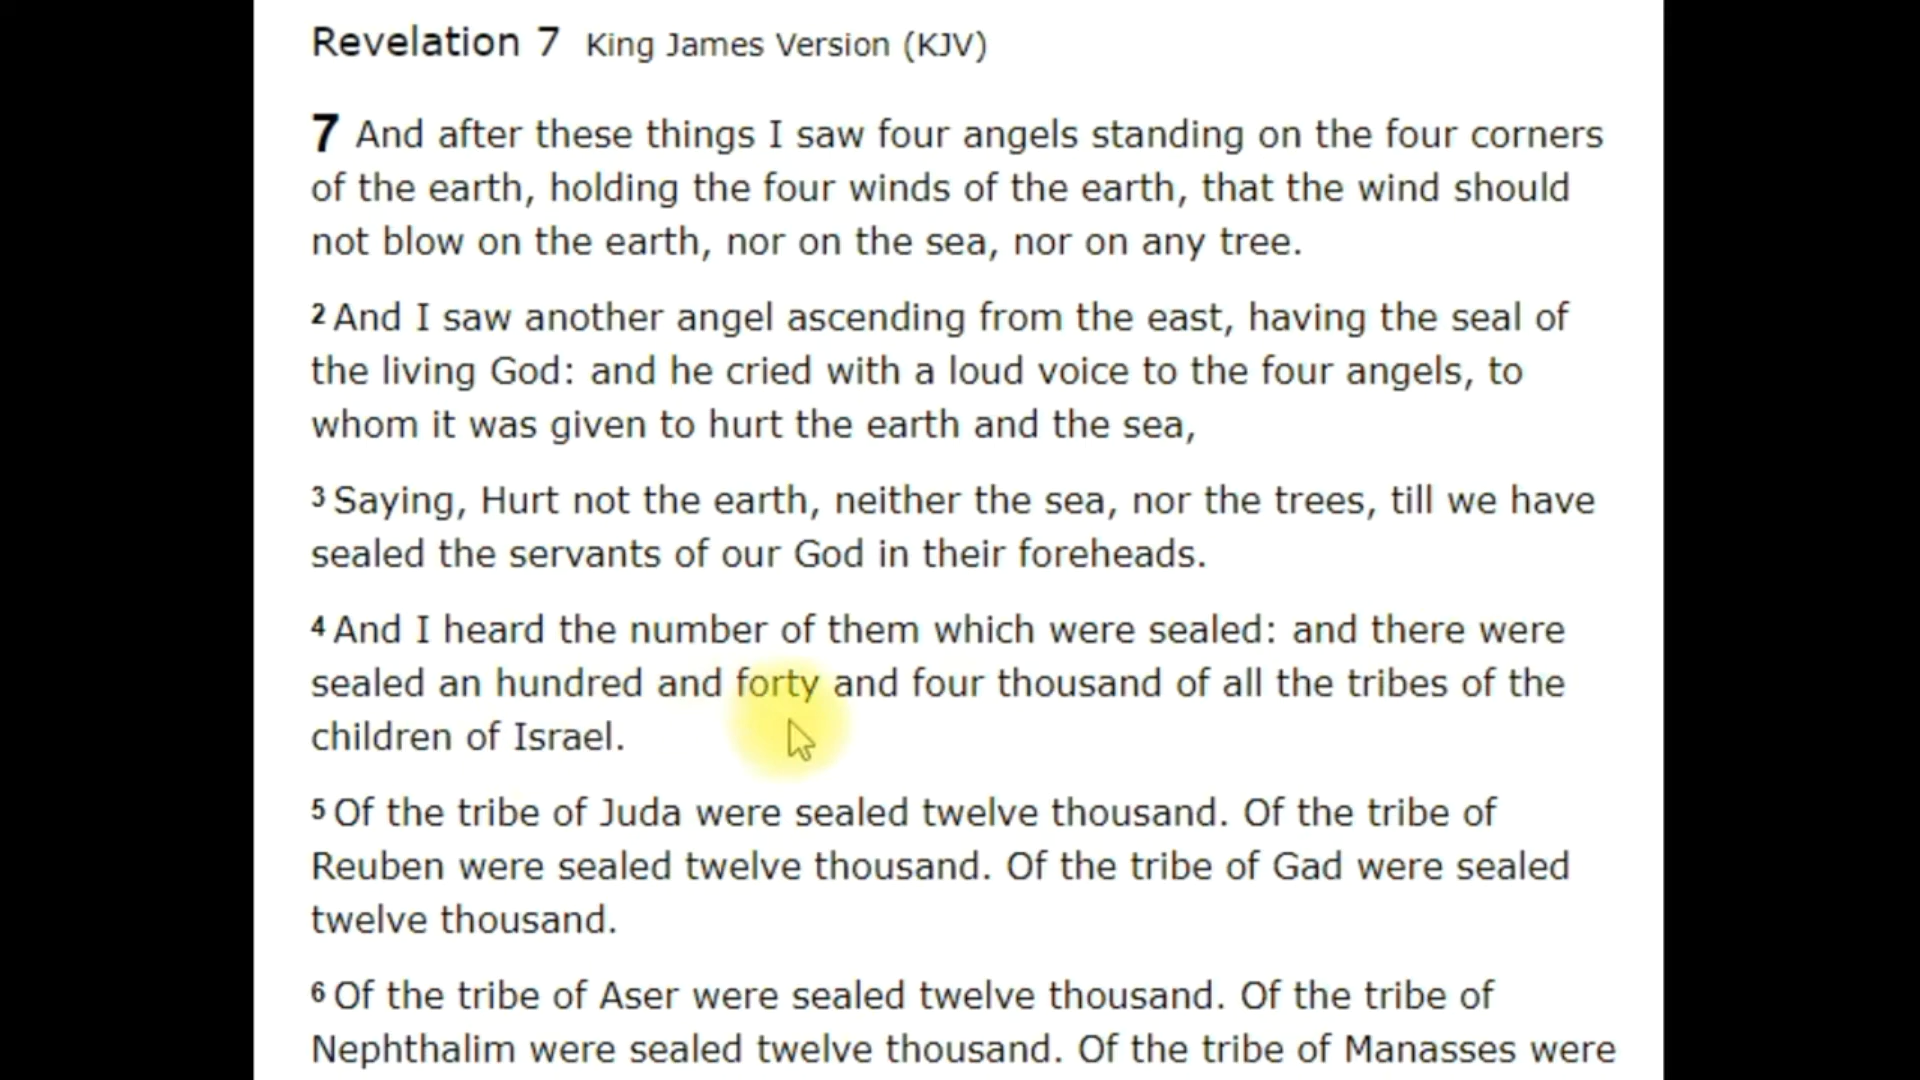 Revelation 7 King James Version (KJV)
7 And after these things I saw four angels standing on the four corners
of the earth, holding the four winds of the earth, that the wind should
not blow on the earth, nor on the sea, nor on any tree.
2 And I saw another angel ascending from the east, having the seal of
the living God: and he cried with a loud voice to the four angels, to
whom it was given to hurt the earth and the sea,
3 Saying, Hurt not the earth, neither the sea, nor the trees, till we have
sealed the servants of our God in their foreheads.
4 And I heard the number of them which were sealed: and there were
sealed an hundred and forty and four thousand of all the tribes of the
children of Israel.
5 Of the tribe of Juda were sealed twelve thousand. Of the tribe of
Reuben were sealed twelve thousand. Of the tribe of Gad were sealed
twelve thousand.
6 Of the tribe of Aser were sealed twelve thousand. Of the tribe of
Nephthalim were sealed twelve thousand. Of the tribe of Manasses were